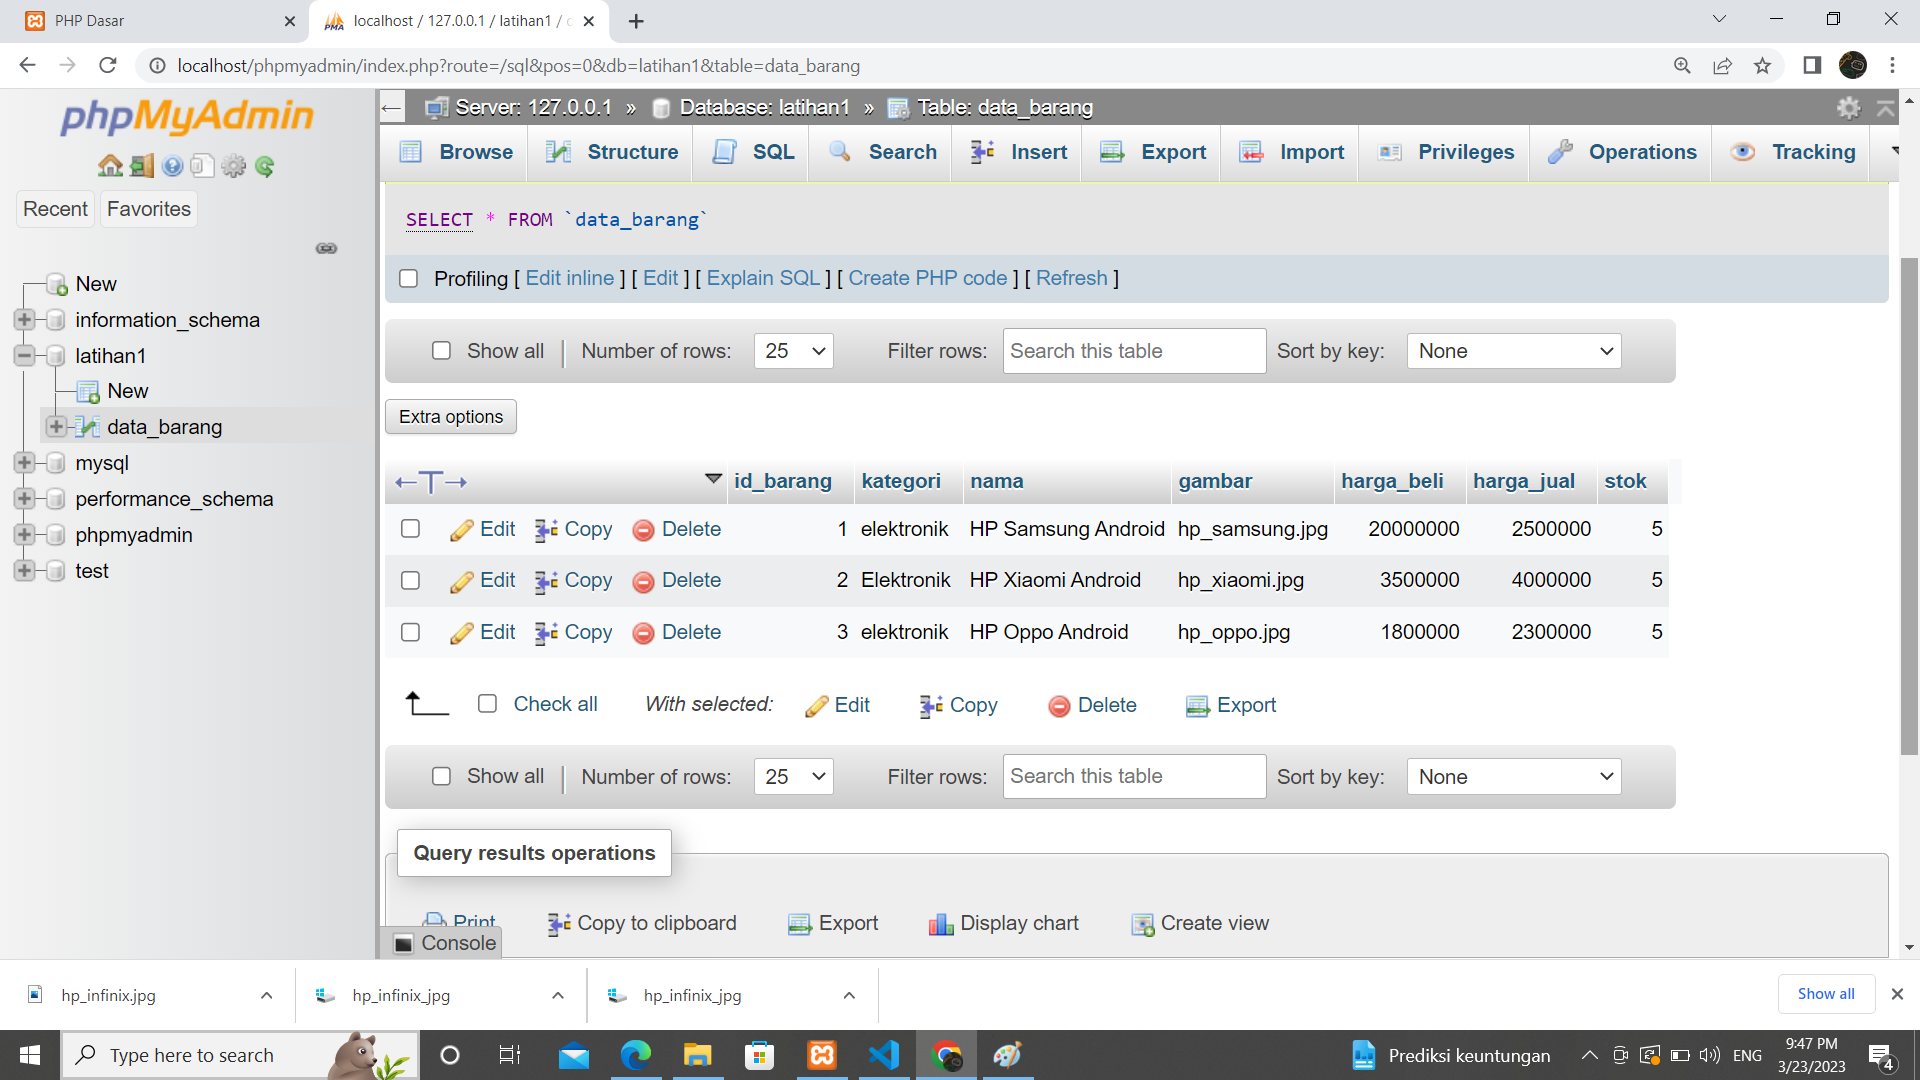 PHP Dasar
localhost / 127.0.0.1 / latihan1 /
localhost/phpmyadmin/index.php?route=/sql&pos=0&db=latihan1&table=data_barang
phpMyAdmin
Recent Favorites
New
information_schema
latihan1
New
data_barang
mysql
performance_schema
phpmyadmin
test
Server: 127.0.0.1 » Database: latihan1 » Table: data_barang
Browse Structure SQL Search Insert Export Import Privileges Operations Tracking
SELECT * FROM `data_barang`
Profiling [ Edit inline ] [ Edit ] [ Explain SQL ] [ Create PHP code ] [ Refresh ]
Show all Number of rows: 25 Filter rows: Search this table Sort by key: None
Extra options
id_barang kategori nama gambar harga_beli harga_jual stok
Edit Copy Delete 1 elektronik HP Samsung Android hp_samsung.jpg 20000000 2500000 5
Edit Copy Delete 2 Elektronik HP Xiaomi Android hp_xiaomi.jpg 3500000 4000000 5
Edit Copy Delete 3 elektronik HP Oppo Android hp_oppo.jpg 1800000 2300000 5
Check all With selected: Edit Copy Delete Export
Show all Number of rows: 25 Filter rows: Search this table Sort by key: None
Query results operations
Print Copy to clipboard Export Display chart Create view
Console
hp_infinix.jpg hp_infinix_jpg hp_infinix_jpg Show all
Type here to search Prediksi keuntungan ENG 9:47 PM
3/23/2023 4